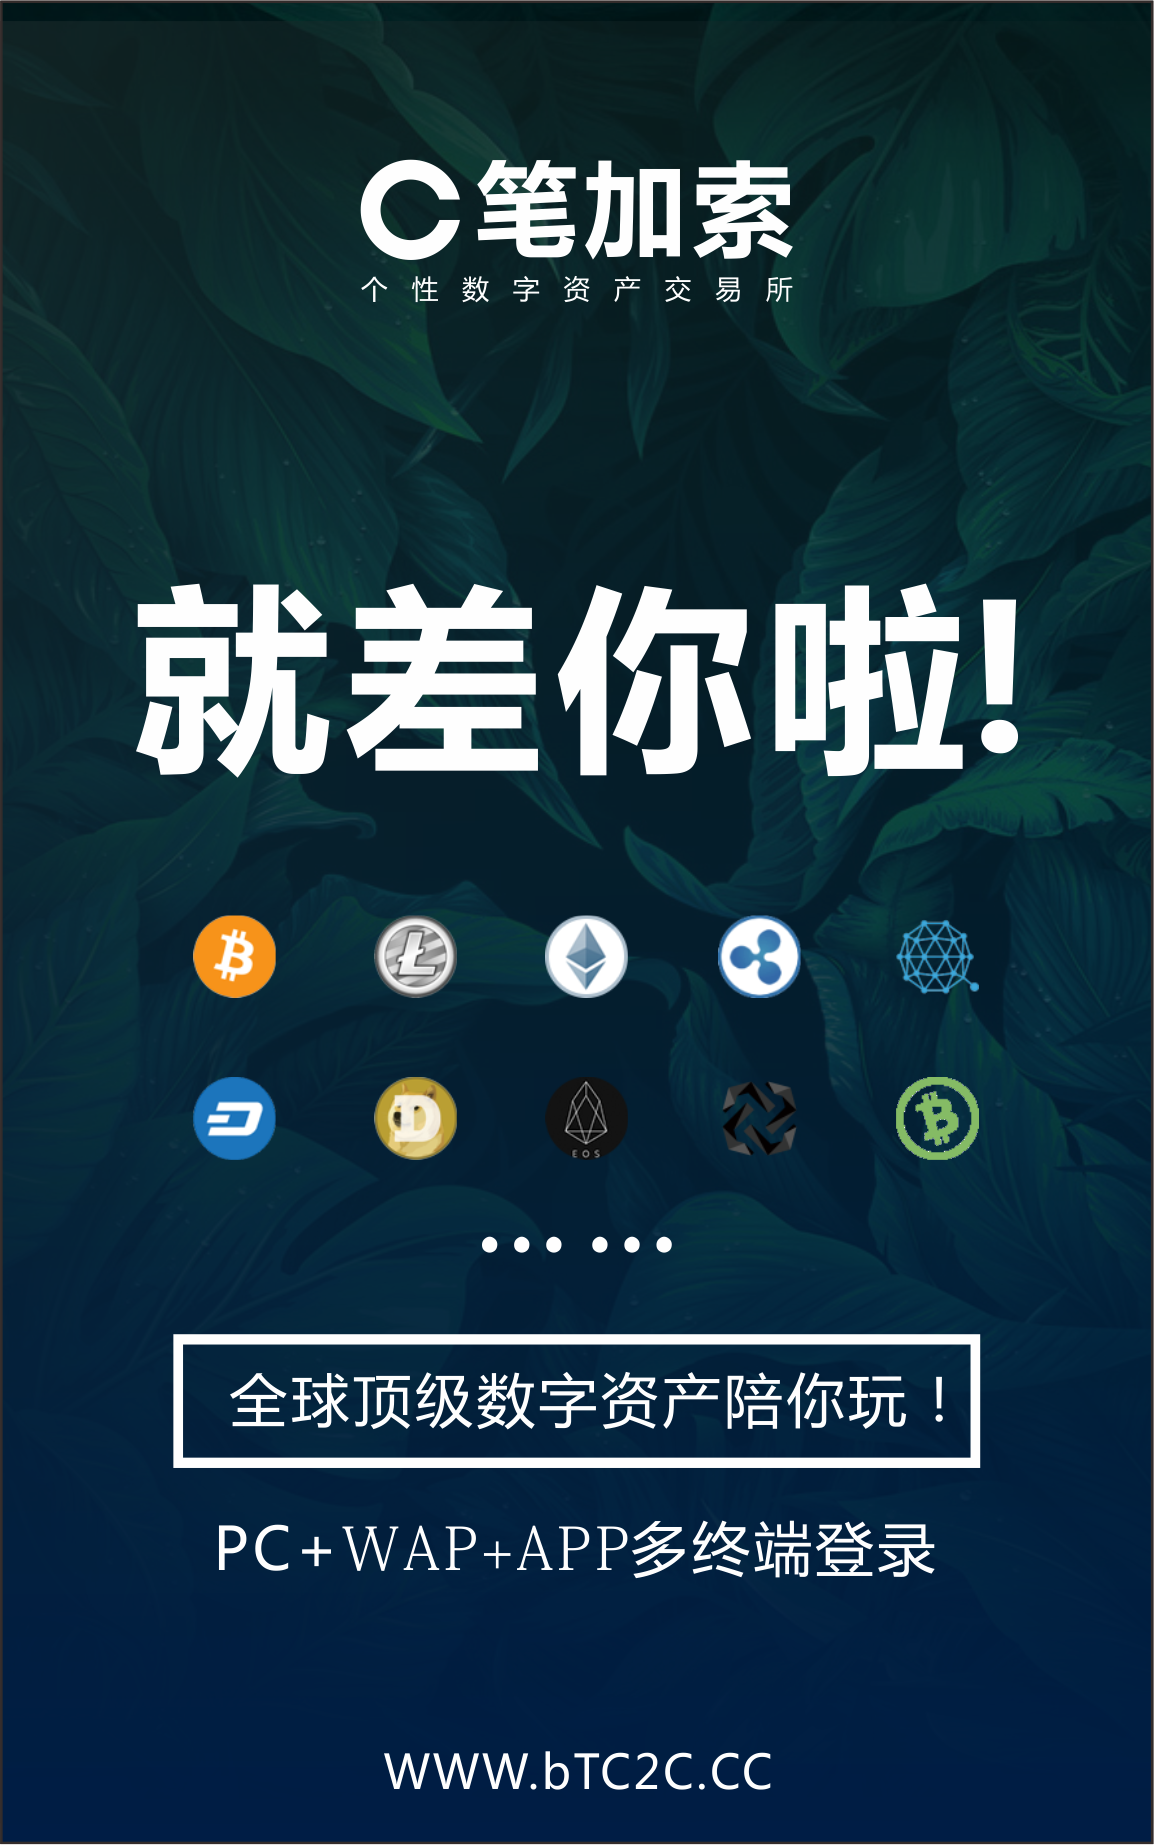 C笔加索
个性数字资产交易所
就差你啦!
EOS
••• •••
全球顶级数字资产陪你玩！
PC+WAP+APP多终端登录
WWW.bTC2C.CC